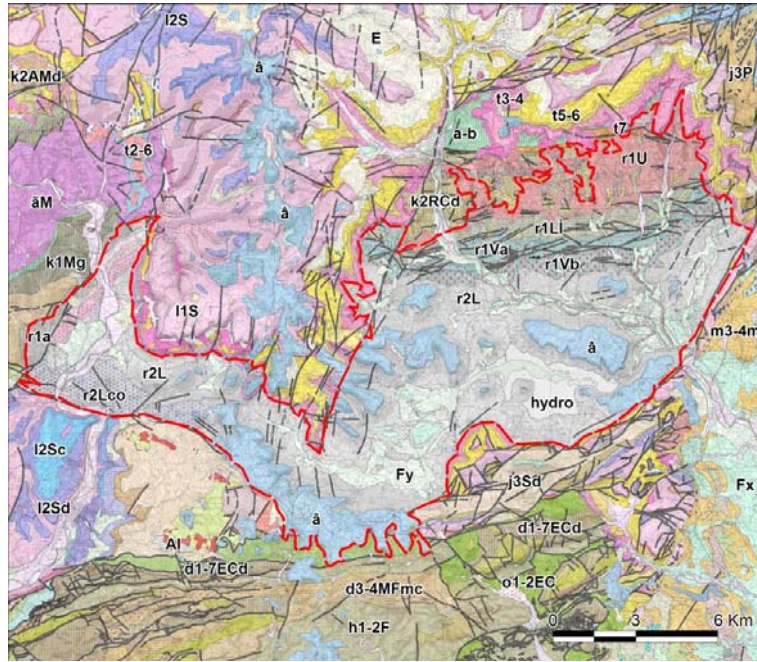 l2S
E
k2AMd
â
j3P
t3-4
t5-6
t2-6
a-b
t7
r1U
âM
k2RCd
â
r1LI
k1Mg
r1Va
r1Vb
l1S
r2L
m3-4m
r1a
â
r2L
hydro
r2Lco
l2Sc
Fy
j3Sd
Fx
l2Sd
â
d1-7ECd
Al
d1-7ECd
o1-2EC
d3-4MFmc
0 3 6 Km
h1-2F